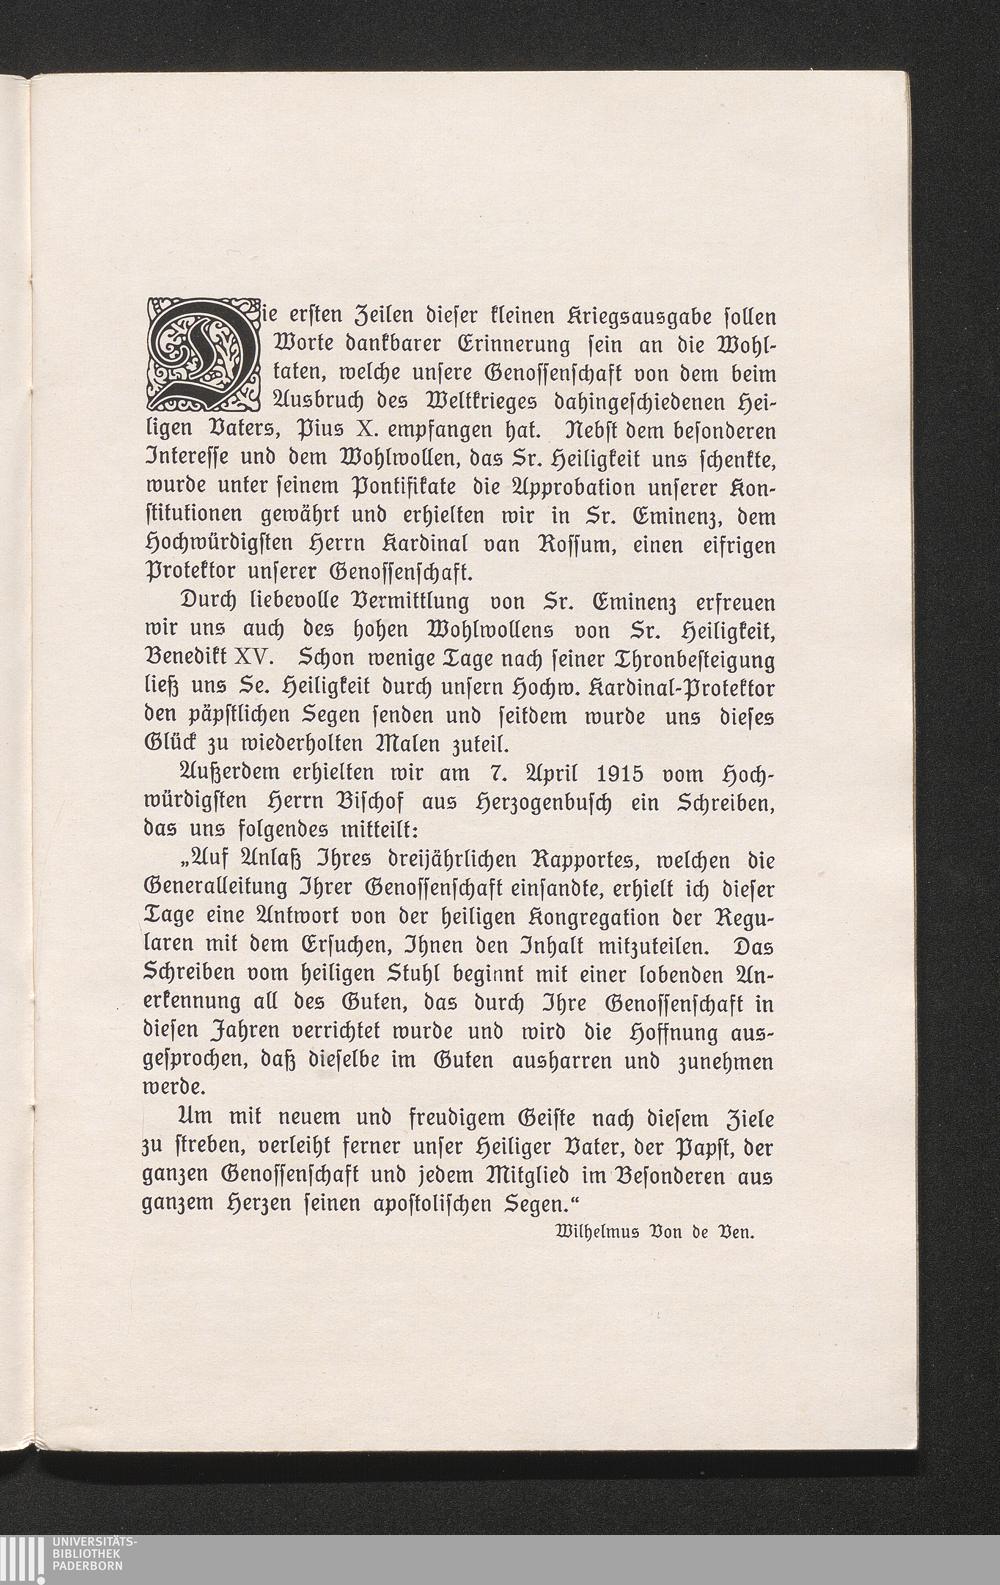 Die ersten Zeilen dieser kleinen Kriegsausgabe sollen
Worte dankbarer Erinnerung sein an die Wohl-
taten, welche unsere Genossenschaft von dem beim
Ausbruch des Weltkrieges dahingeschiedenen Hei-
ligen Vaters, Pius X. empfangen hat. Nebst dem besonderen
Interesse und dem Wohlwollen, das Sr. Heiligkeit uns schenkte,
wurde unter seinem Pontifikate die Approbation unserer Kon-
stitutionen gewährt und erhielten wir in Sr. Eminenz, dem
Hochwürdigsten Herrn Kardinal van Rossum, einen eifrigen
Protektor unserer Genossenschaft.
Durch liebevolle Vermittlung von Sr. Eminenz erfreuen
wir uns auch des hohen Wohlwollens von Sr. Heiligkeit,
Benedikt XV. Schon wenige Tage nach seiner Thronbesteigung
ließ uns Se. Heiligkeit durch unsern Hochw. Kardinal-Protektor
den päpstlichen Segen senden und seitdem wurde uns dieses
Glück zu wiederholten Malen zuteil.
Außerdem erhielten wir am 7. April 1915 vom Hoch-
würdigsten Herrn Bischof aus Herzogenbusch ein Schreiben,
das uns folgendes mitteilt:
„Auf Anlaß Ihres dreijährlichen Rapportes, welchen die
Generalleitung Ihrer Genossenschaft einsandte, erhielt ich dieser
Tage eine Antwort von der heiligen Kongregation der Regu-
laren mit dem Ersuchen, Ihnen den Inhalt mitzuteilen. Das
Schreiben vom heiligen Stuhl beginnt mit einer lobenden An-
erkennung all des Guten, das durch Ihre Genossenschaft in
diesen Jahren verrichtet wurde und wird die Hoffnung aus-
gesprochen, daß dieselbe im Guten ausharren und zunehmen
werde.
Um mit neuem und freudigem Geiste nach diesem Ziele
zu streben, verleiht ferner unser Heiliger Vater, der Papst, der
ganzen Genossenschaft und jedem Mitglied im Besonderen aus
ganzem Herzen seinen apostolischen Segen.“
Wilhelmus Von de Ven.
UNIVERSITÄTS-
BIBLIOTHEK
PADERBORN